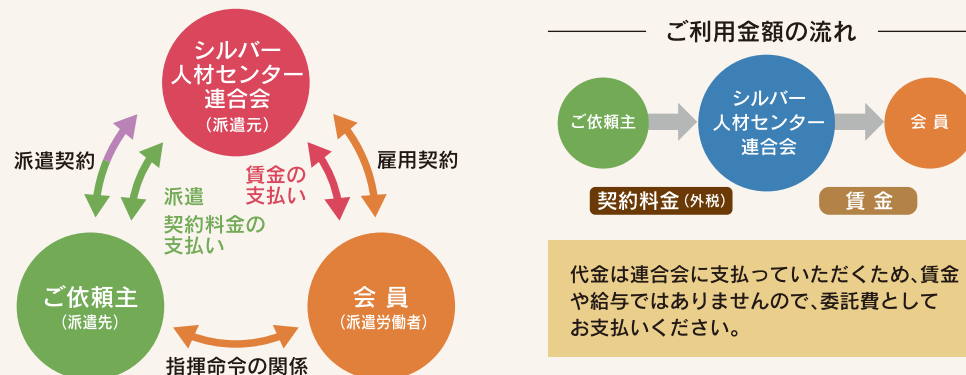 シルバー
人材センター
連合会
(派遣元)
派遣契約
雇用契約
賃金の
支払い
派遣
契約料金の
支払い
ご依頼主
(派遣先)
会員
(派遣労働者)
指揮命令の関係
ご利用金額の流れ
ご依頼主
シルバー
人材センター
連合会
会員
契約料金(外税)
賃金
代金は連合会に支払っていただくため、賃金
や給与ではありませんので、委託費として
お支払いください。